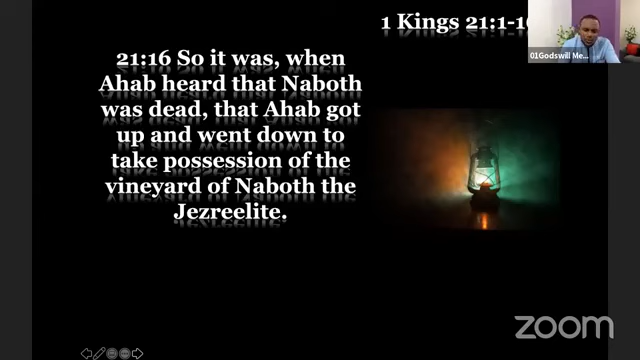 1 Kings 21:1-16
01Godswill Me...
21:16 So it was, when
Ahab heard that Naboth
was dead, that Ahab got
up and went down to
take possession of the
vineyard of Naboth the
Jezreelite.
zoom